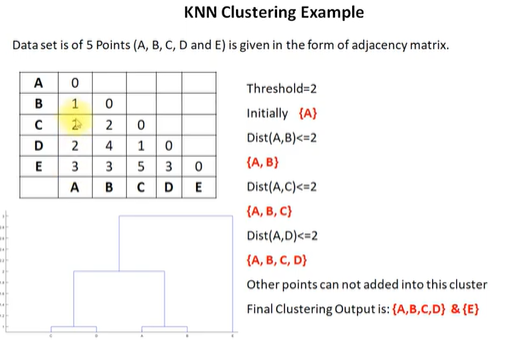 KNN Clustering Example
Data set is of 5 Points (A, B, C, D and E) is given in the form of adjacency matrix.
A 0
B 1 0
C 2 2 0
D 2 4 1 0
E 3 3 5 3 0
A B C D E
Threshold=2
Initially {A}
Dist(A,B)<=2
{A, B}
Dist(A,C)<=2
{A, B, C}
Dist(A,D)<=2
{A, B, C, D}
Other points can not added into this cluster
Final Clustering Output is: {A,B,C,D} & {E}